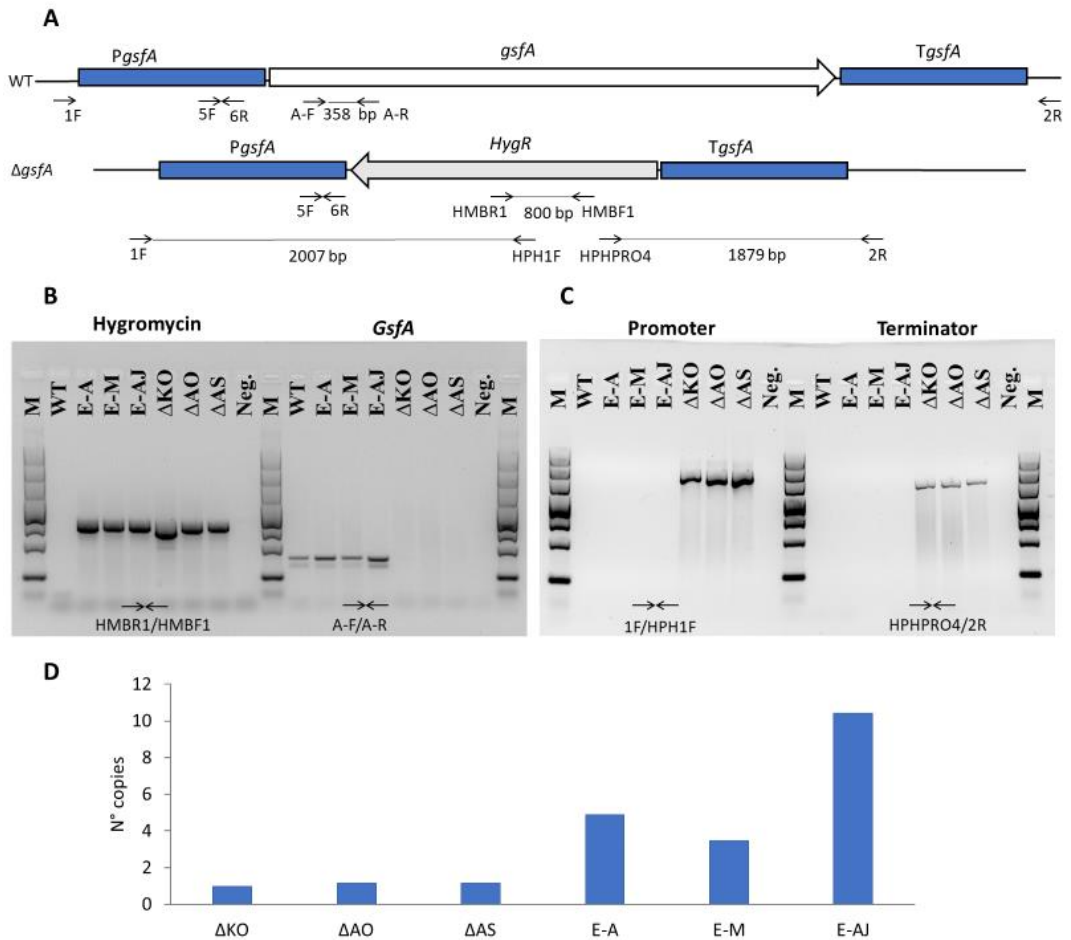 A
PgsfA gsfA TgsfA
WT
1F 5F 6R A-F 358 bp A-R 2R
PgsfA HygR TgsfA
ΔgsfA
5F 6R HMBR1 800 bp HMBF1
1F 2007 bp HPH1F HPHPRO4 1879 bp 2R
B
Hygromycin GsfA
M WT E-A E-M E-AJ ΔKO ΔAO ΔAS Neg. M WT E-A E-M E-AJ ΔKO ΔAO ΔAS Neg. M
HMBR1/HMBF1 A-F/A-R
C
Promoter Terminator
M WT E-A E-M E-AJ ΔKO ΔAO ΔAS Neg. M WT E-A E-M E-AJ ΔKO ΔAO ΔAS Neg. M
1F/HPH1F HPHPRO4/2R
D
N° copies
12
10
8
6
4
2
0
ΔKO ΔAO ΔAS E-A E-M E-AJ